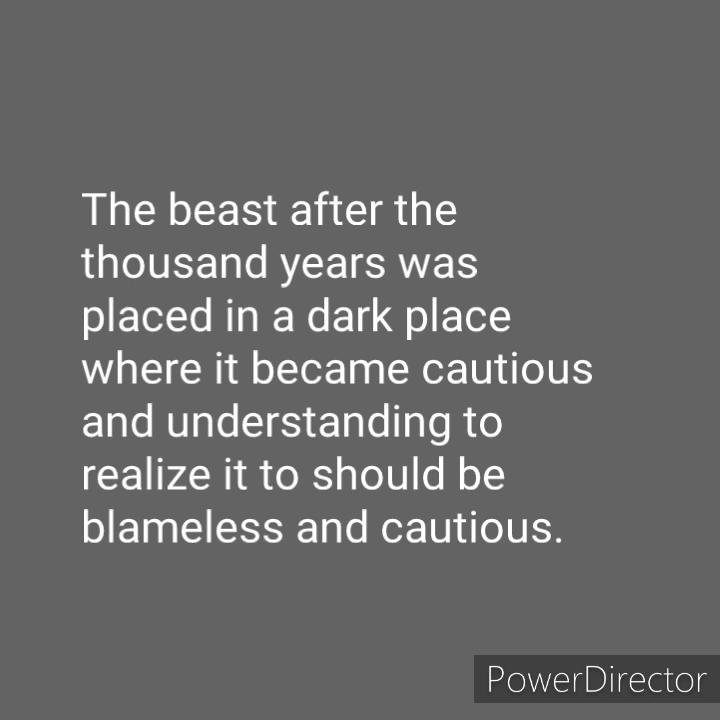 The beast after the
thousand years was
placed in a dark place
where it became cautious
and understanding to
realize it to should be
blameless and cautious.
PowerDirector